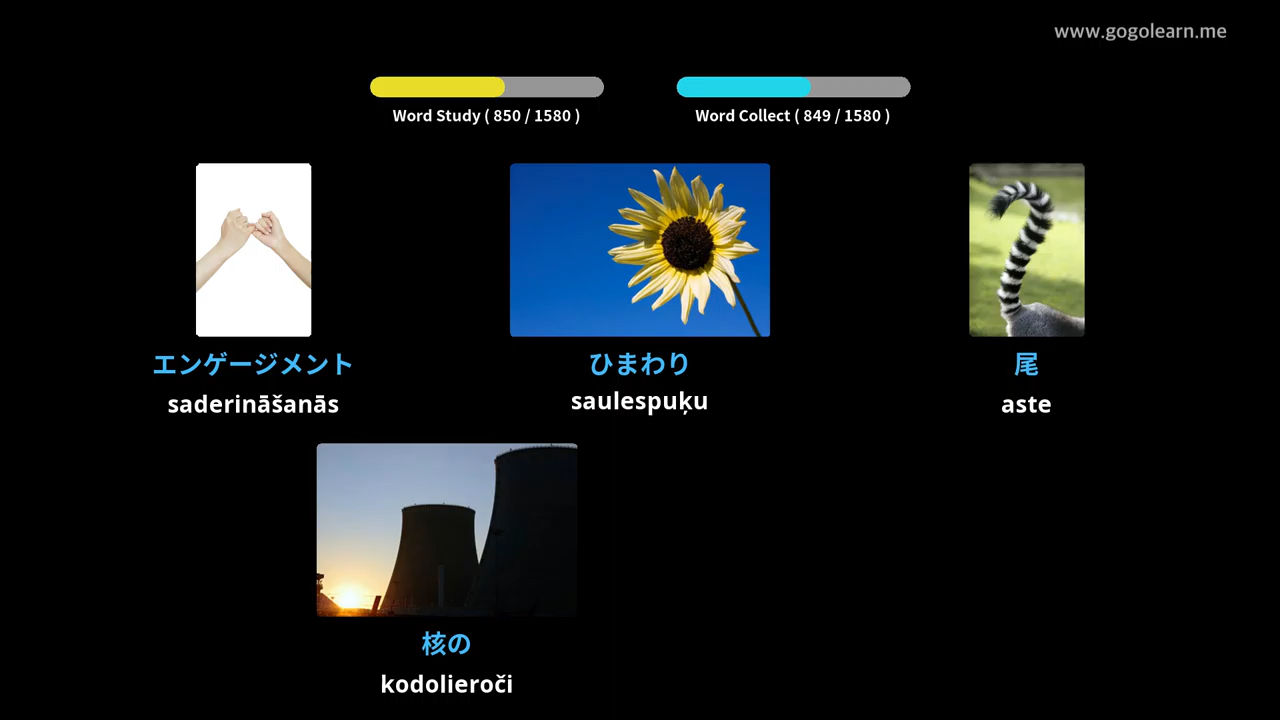 www.gogolearn.me
Word Study ( 850 / 1580 )
Word Collect ( 849 / 1580 )
エンゲージメント
saderināšanās
ひまわり
saulespuķu
尾
aste
核の
kodolieroči